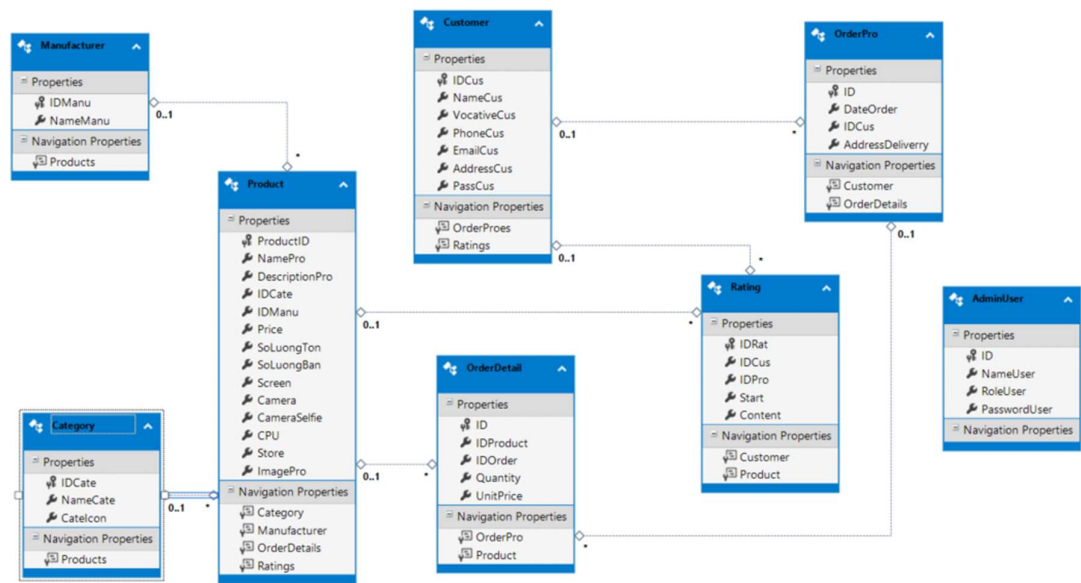 Manufacturer
Properties
IDManu
NameManu
Navigation Properties
Products
0..1
*
Customer
Properties
IDCus
NameCus
VocativeCus
PhoneCus
EmailCus
AddressCus
PassCus
Navigation Properties
OrderProes
Ratings
0..1
*
0..1
*
OrderPro
Properties
ID
DateOrder
IDCus
AddressDeliverry
Navigation Properties
Customer
OrderDetails
0..1
*
Product
Properties
ProductID
NamePro
DescriptionPro
IDCate
IDManu
Price
SoLuongTon
SoLuongBan
Screen
Camera
CameraSelfie
CPU
Store
ImagePro
Navigation Properties
Category
Manufacturer
OrderDetails
Ratings
0..1
*
0..1
*
Rating
Properties
IDRat
IDCus
IDPro
Start
Content
Navigation Properties
Customer
Product
AdminUser
Properties
ID
NameUser
RoleUser
PasswordUser
Navigation Properties
OrderDetail
Properties
ID
IDProduct
IDOrder
Quantity
UnitPrice
Navigation Properties
OrderPro
Product
Category
Properties
IDCate
NameCate
CateIcon
Navigation Properties
Products
0..1
*